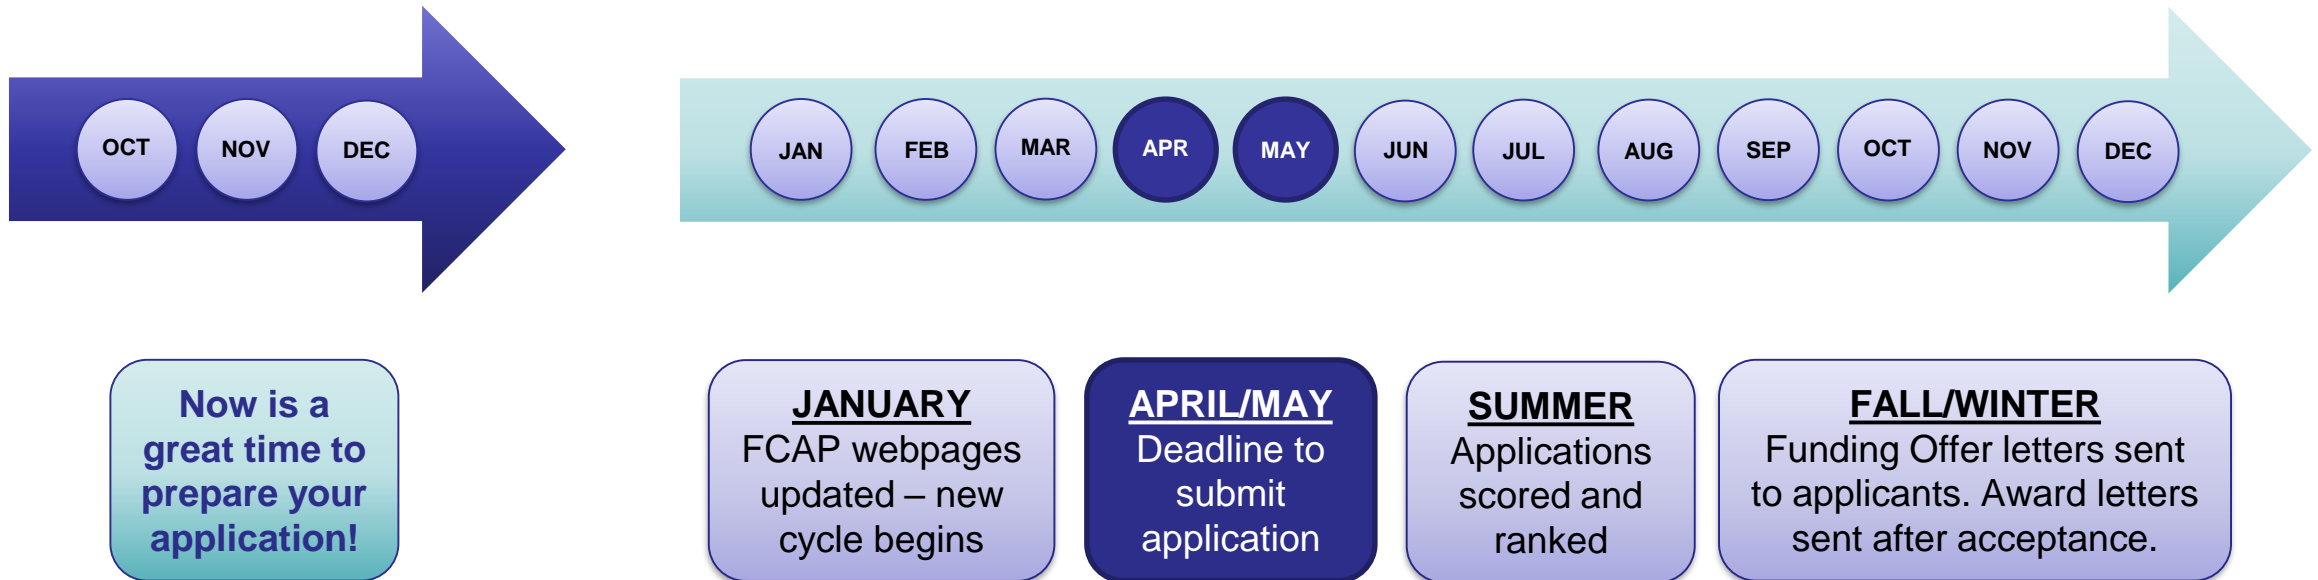 OCT NOV DEC
JAN FEB MAR APR MAY JUN JUL AUG SEP OCT NOV DEC
Now is a
great time to
prepare your
application!
JANUARY
FCAP webpages
updated – new
cycle begins
APRIL/MAY
Deadline to
submit
application
SUMMER
Applications
scored and
ranked
FALL/WINTER
Funding Offer letters sent
to applicants. Award letters
sent after acceptance.